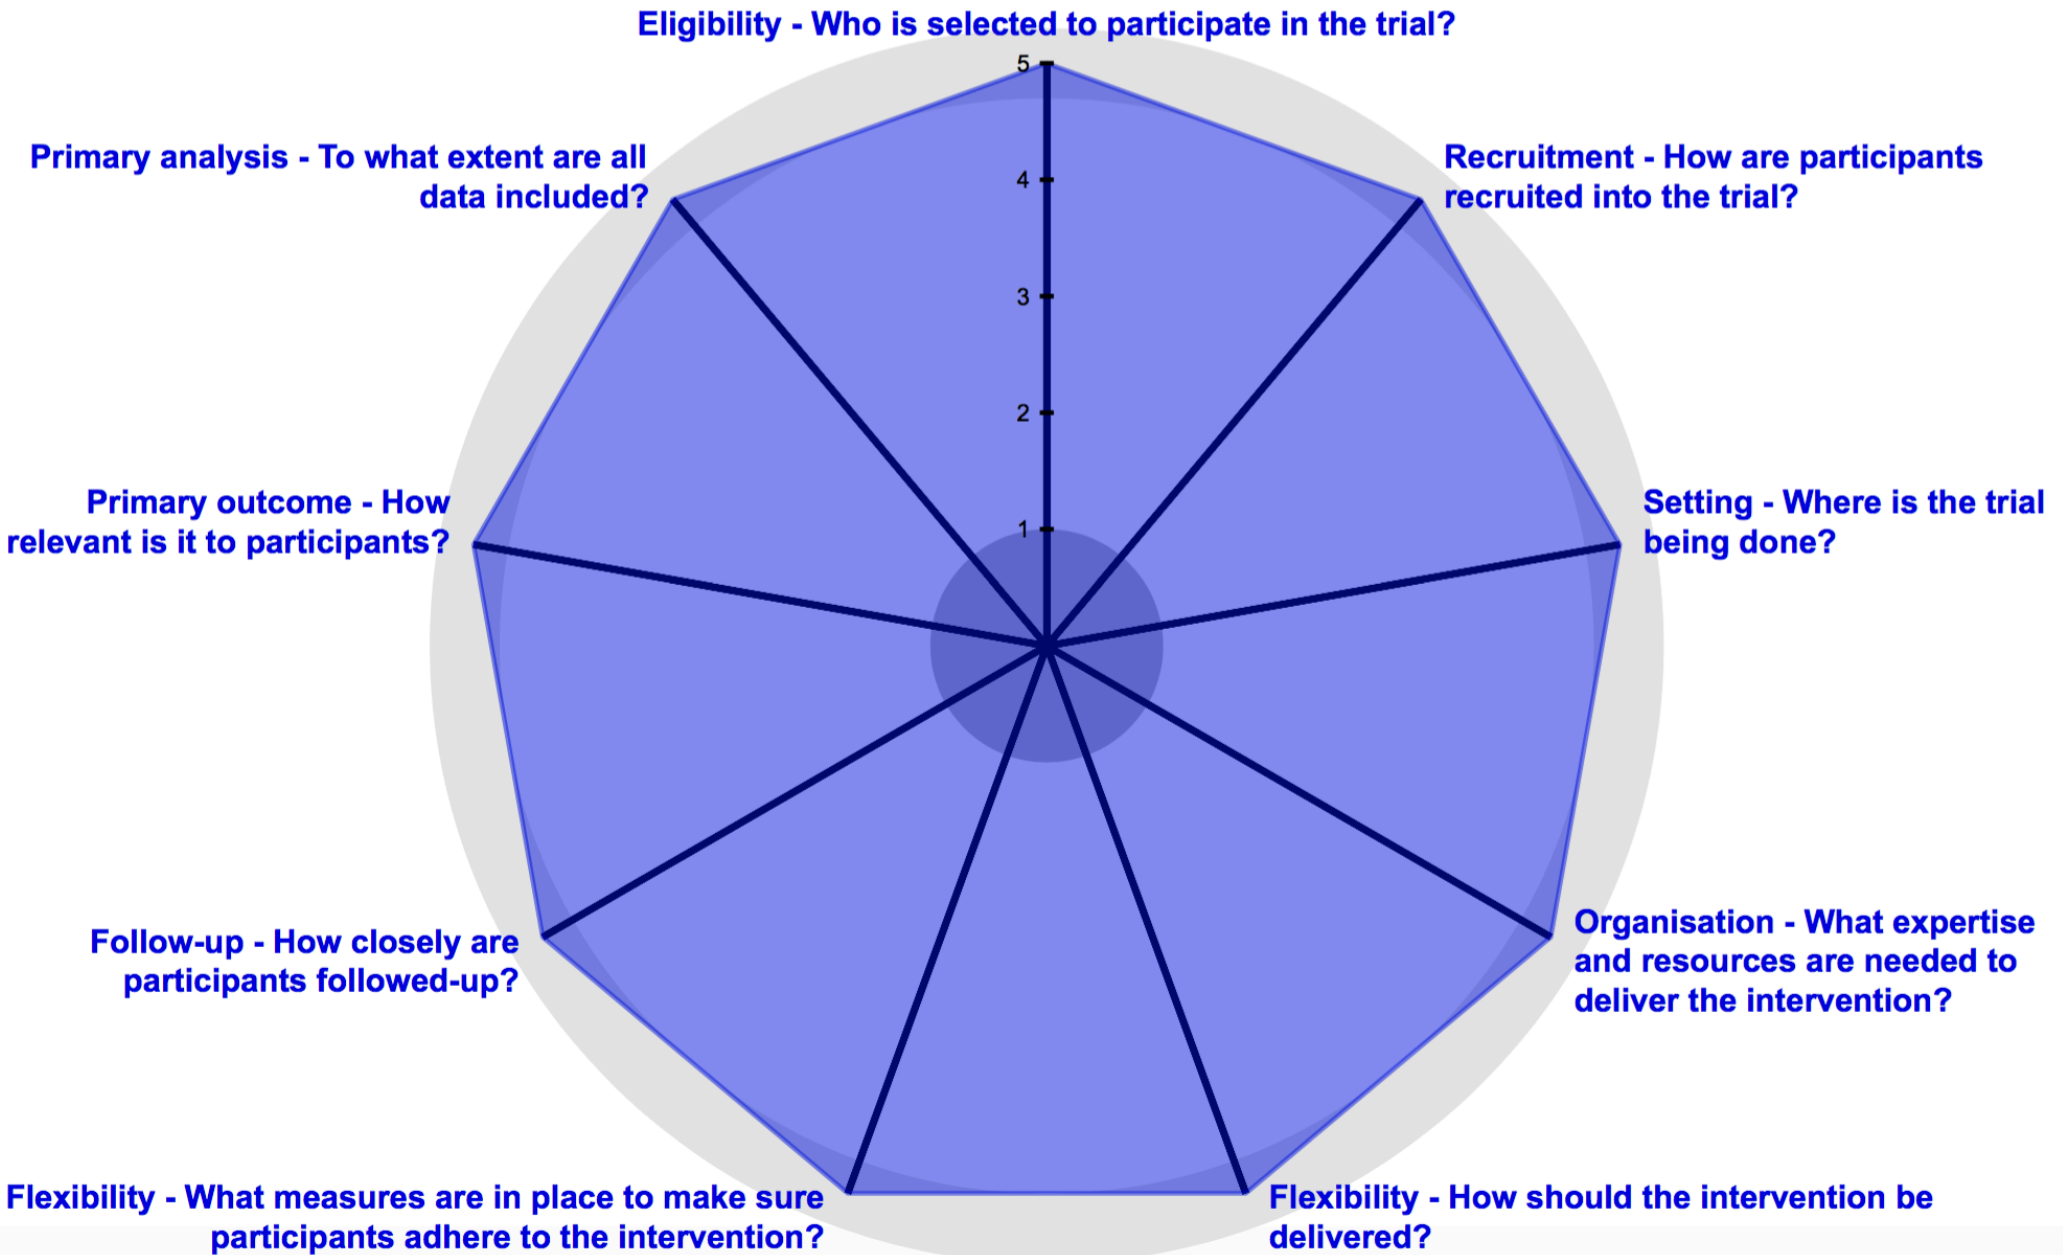 Eligibility - Who is selected to participate in the trial?
5
Primary analysis - To what extent are all
data included?
Recruitment - How are participants
recruited into the trial?
4
3
2
Primary outcome - How
relevant is it to participants?
1
Setting - Where is the trial
being done?
Follow-up - How closely are
participants followed-up?
Organisation - What expertise
and resources are needed to
deliver the intervention?
Flexibility - What measures are in place to make sure
participants adhere to the intervention?
Flexibility - How should the intervention be
delivered?